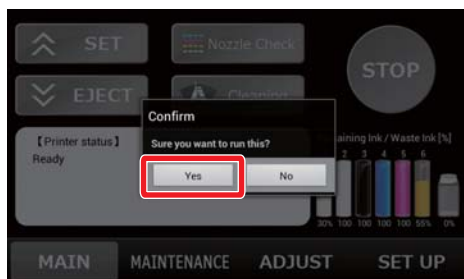 SET
Nozzle Check
STOP
EJECT
Cleaning
Confirm
Sure you want to run this?
Yes
No
【Printer status】
Ready
aining Ink / Waste Ink [%]
2 3 4 5 6
30% 100 100 100 100 55% 0%
MAIN
MAINTENANCE
ADJUST
SET UP